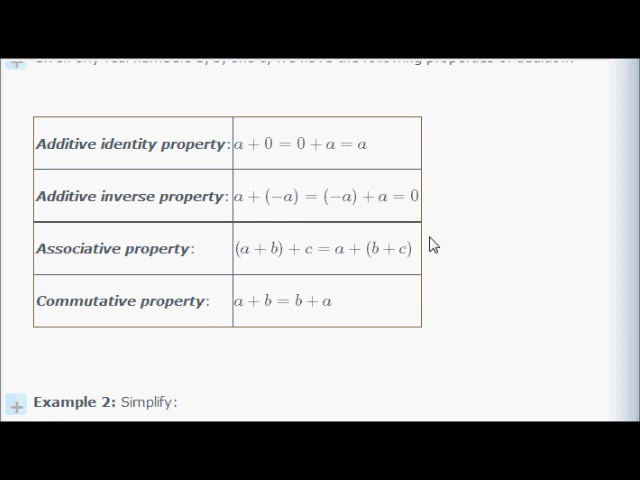 Additive identity property: a + 0 = 0 + a = a
Additive inverse property: a + (−a) = (−a) + a = 0
Associative property: (a + b) + c = a + (b + c)
Commutative property: a + b = b + a
Example 2: Simplify: